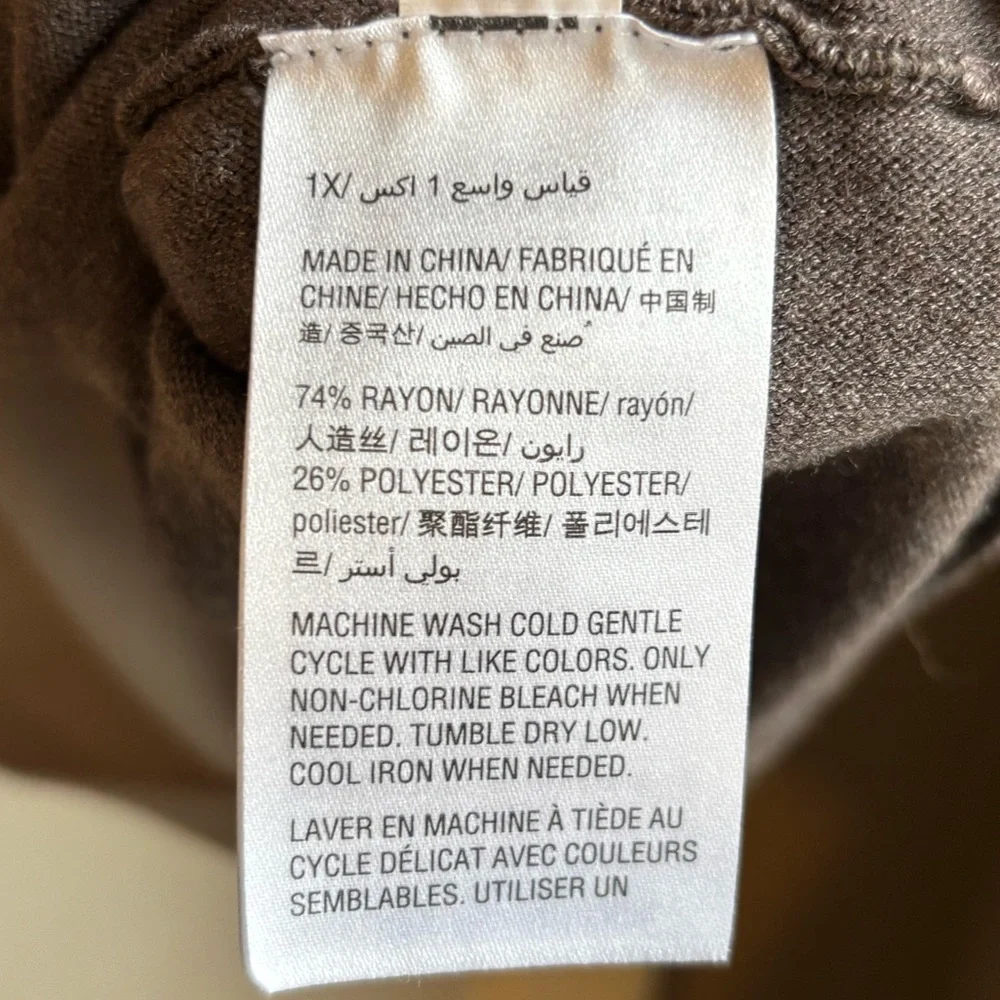 1X/ قياس واسع 1 اكس
MADE IN CHINA/ FABRIQUÉ EN
CHINE/ HECHO EN CHINA/ 中国制
造/ 중국산/ صنع في الصين
74% RAYON/ RAYONNE/ rayón/
人造丝/ 레이온/ رايون
26% POLYESTER/ POLYESTER/
poliester/ 聚酯纤维/ 폴리에스테
르/ بولي أستر
MACHINE WASH COLD GENTLE
CYCLE WITH LIKE COLORS. ONLY
NON-CHLORINE BLEACH WHEN
NEEDED. TUMBLE DRY LOW.
COOL IRON WHEN NEEDED.
LAVER EN MACHINE À TIÈDE AU
CYCLE DÉLICAT AVEC COULEURS
SEMBLABLES. UTILISER UN